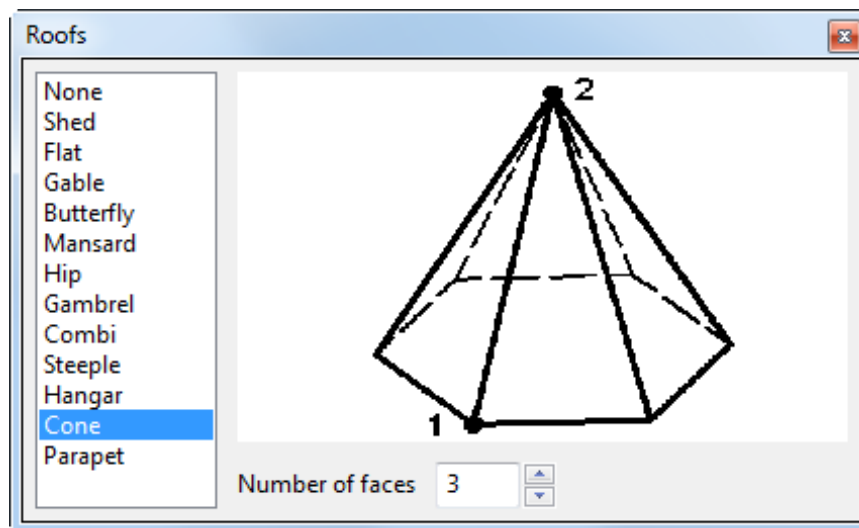 Roofs
None
Shed
Flat
Gable
Butterfly
Mansard
Hip
Gambrel
Combi
Steeple
Hangar
Cone
Parapet
2
1
Number of faces 3